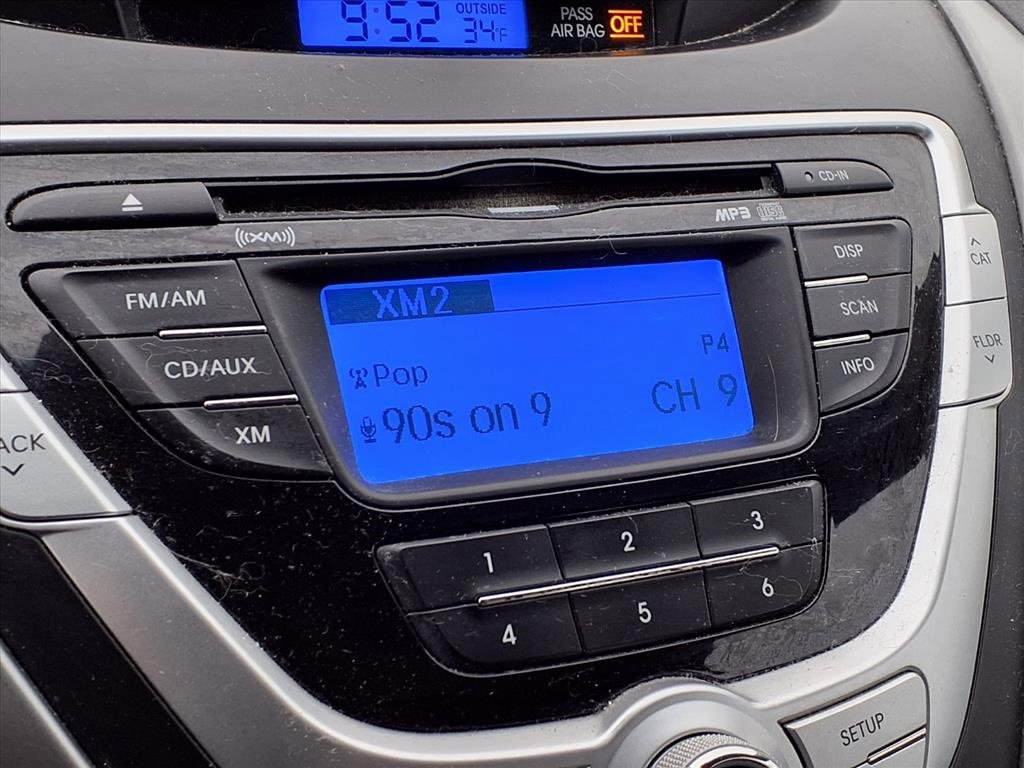 9:52 OUTSIDE 34°F
PASS AIR BAG OFF
CD-IN
MP3
((XM))
FM/AM
CD/AUX
XM
XM2
P4
Pop
90s on 9 CH 9
DISP
SCAN
INFO
CAT
FLDR
ACK
1 2 3
4 5 6
SETUP